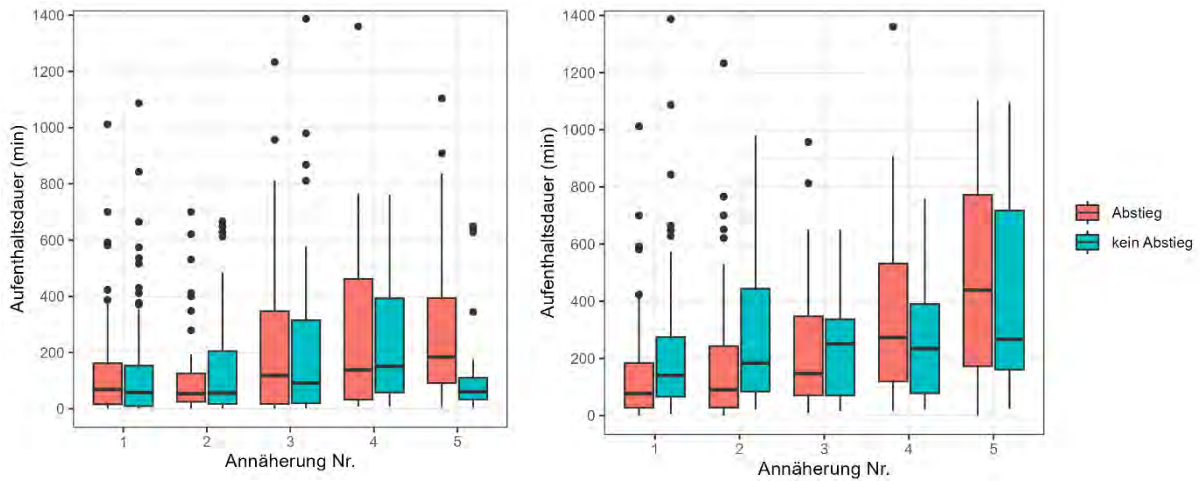 1400
1200
1000
800
600
400
200
0
Aufenthaltsdauer (min)
1 2 3 4 5
Annäherung Nr.
1400
1200
1000
800
600
400
200
0
Aufenthaltsdauer (min)
1 2 3 4 5
Annäherung Nr.
Abstieg
kein Abstieg